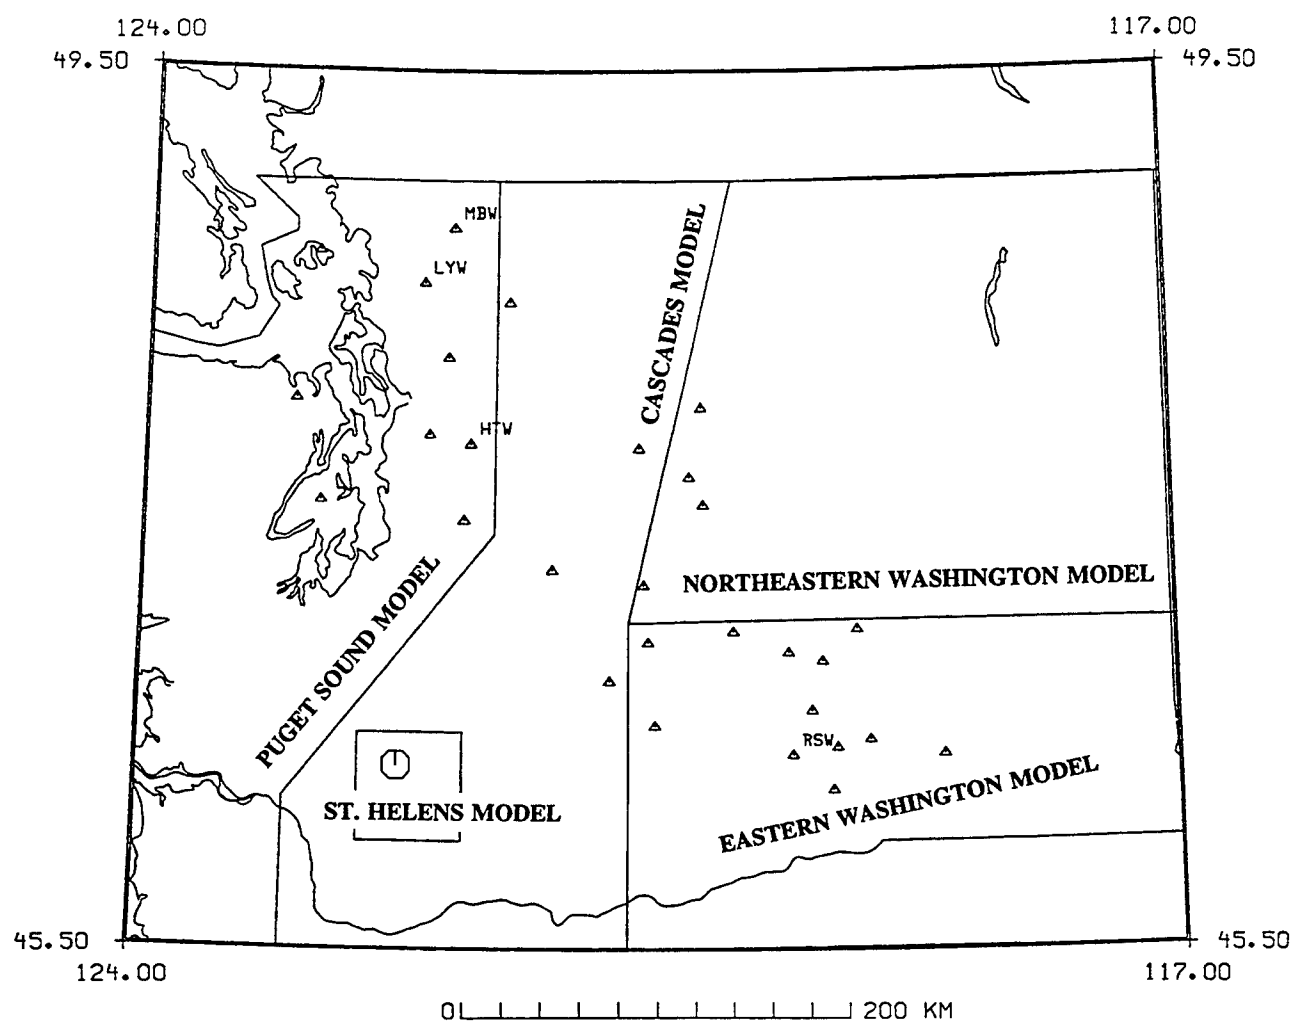 124.00
117.00
49.50
49.50
MBW
LYW
CASCADES MODEL
HTW
NORTHEASTERN WASHINGTON MODEL
PUGET SOUND MODEL
RSW
ST. HELENS MODEL
EASTERN WASHINGTON MODEL
45.50
45.50
124.00
117.00
0 200 KM